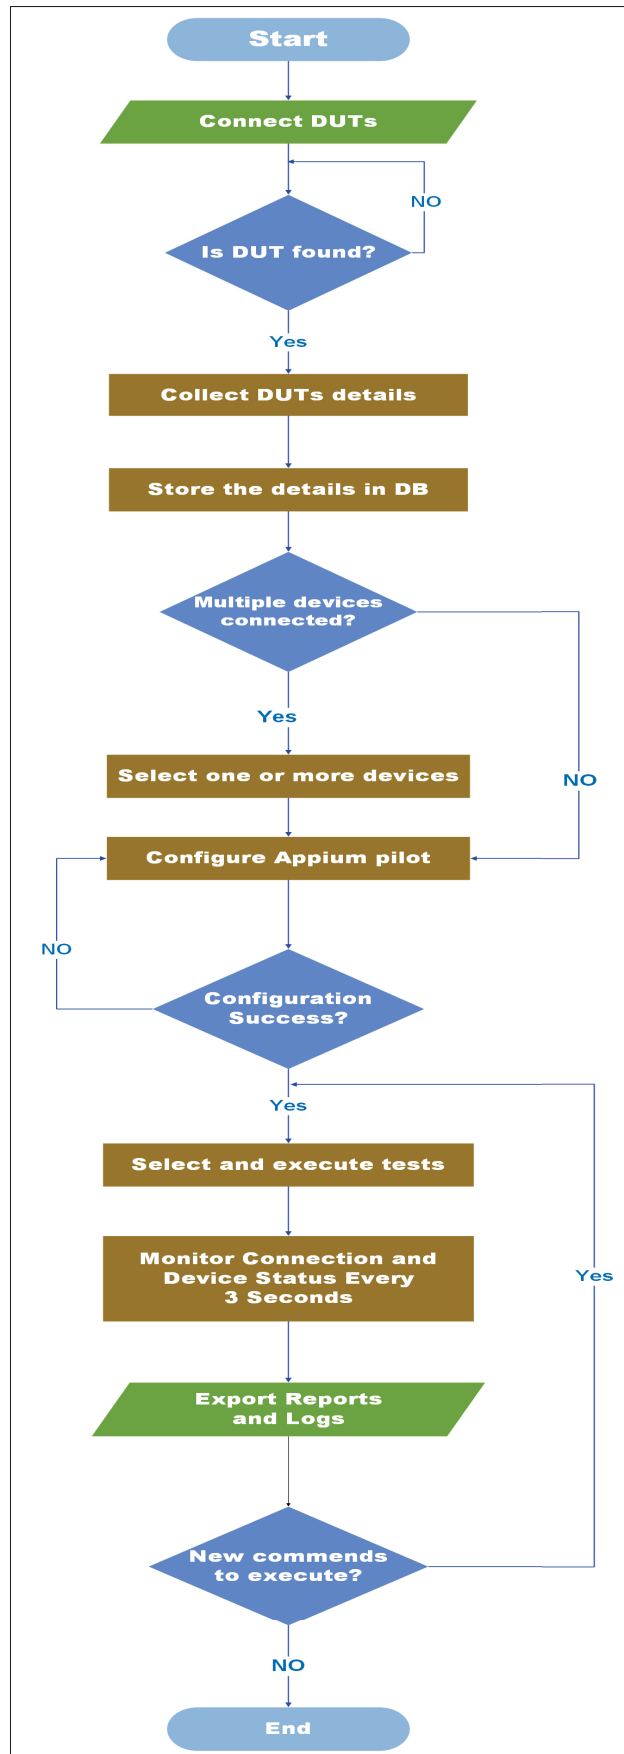 Start
Connect DUTs
NO
Is DUT found?
Yes
Collect DUTs details
Store the details in DB
Multiple devices
connected?
Yes
Select one or more devices
NO
Configure Appium pilot
NO
Configuration
Success?
Yes
Select and execute tests
Monitor Connection and
Device Status Every
3 Seconds
Yes
Export Reports
and Logs
New commends
to execute?
NO
End